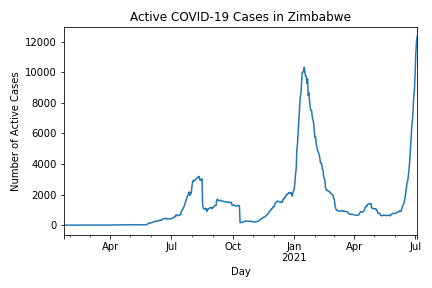 Active COVID-19 Cases in Zimbabwe
12000
10000
8000
6000
4000
2000
0
Number of Active Cases
Apr Jul Oct Jan Apr Jul
2021
Day